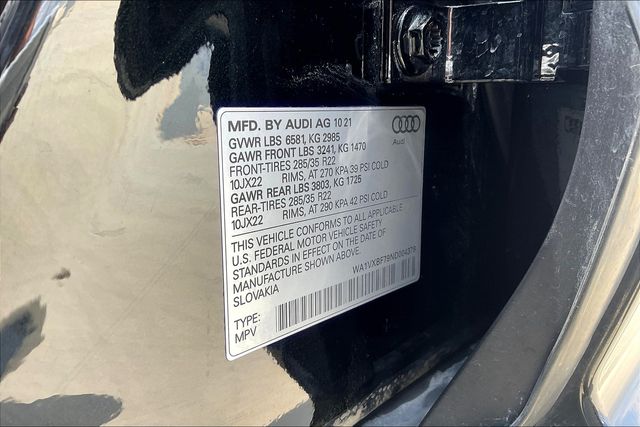 MFD. BY AUDI AG 10 21
GVWR LBS 6581, KG 2985
GAWR FRONT LBS 3241, KG 1470
FRONT-TIRES 285/35 R22
10JX22 RIMS, AT 270 KPA 39 PSI COLD
GAWR REAR LBS 3803, KG 1725
REAR-TIRES 285/35 R22
10JX22 RIMS, AT 290 KPA 42 PSI COLD
Audi
THIS VEHICLE CONFORMS TO ALL APPLICABLE
U.S. FEDERAL MOTOR VEHICLE SAFETY
STANDARDS IN EFFECT ON THE DATE OF
MANUFACTURE SHOWN ABOVE.
SLOVAKIA
WA1VXBF79ND004376
TYPE:
MPV